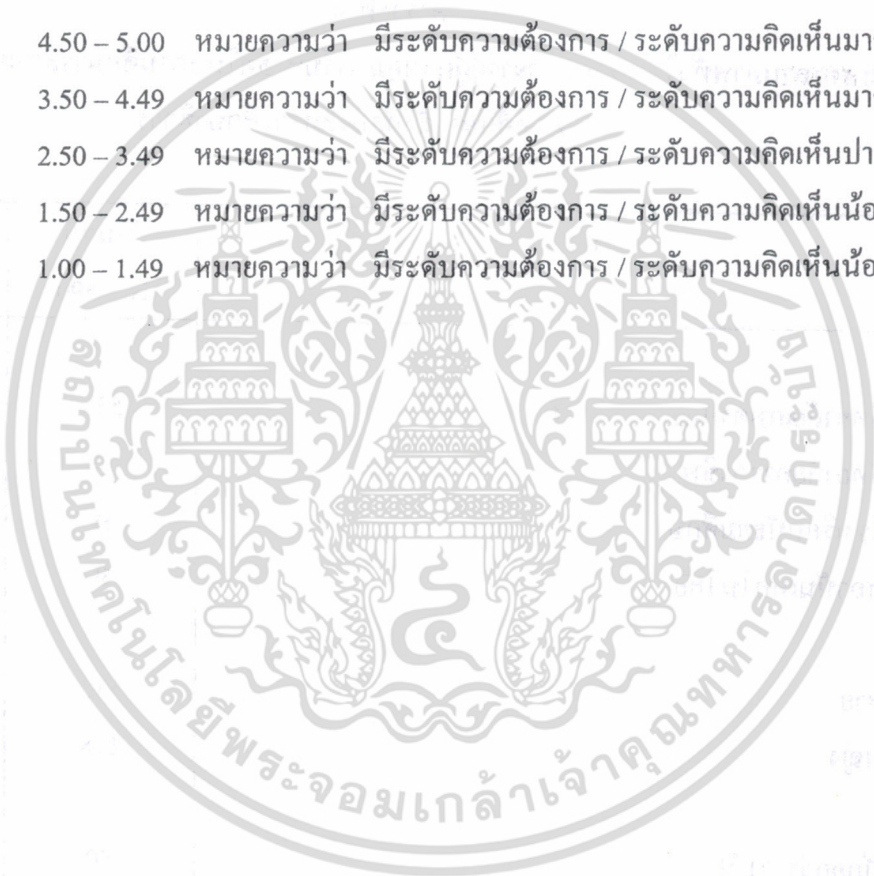 4.50 – 5.00 หมายความว่า มีระดับความต้องการ / ระดับความคิดเห็น
3.50 – 4.49 หมายความว่า มีระดับความต้องการ / ระดับความคิดเห็น
2.50 – 3.49 หมายความว่า มีระดับความต้องการ / ระดับความคิดเห็น
1.50 – 2.49 หมายความว่า มีระดับความต้องการ / ระดับความคิดเห็น
1.00 – 1.49 หมายความว่า มีระดับความต้องการ / ระดับความคิดเห็น
สถาบันเทคโนโลยีพระจอมเกล้าเจ้าคุณทหารลาดกระบัง